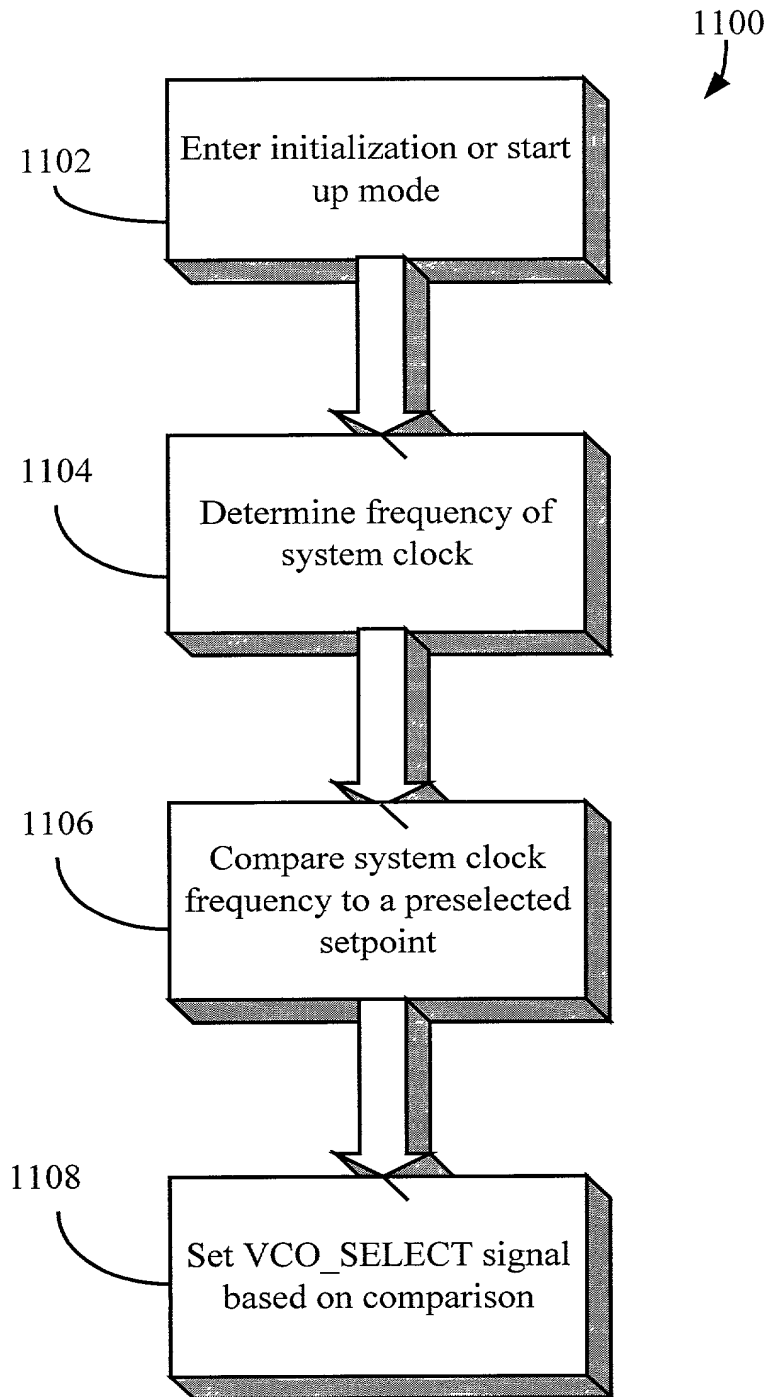 1100
1102
Enter initialization or start
up mode
1104
Determine frequency of
system clock
1106
Compare system clock
frequency to a preselected
setpoint
1108
Set VCO_SELECT signal
based on comparison